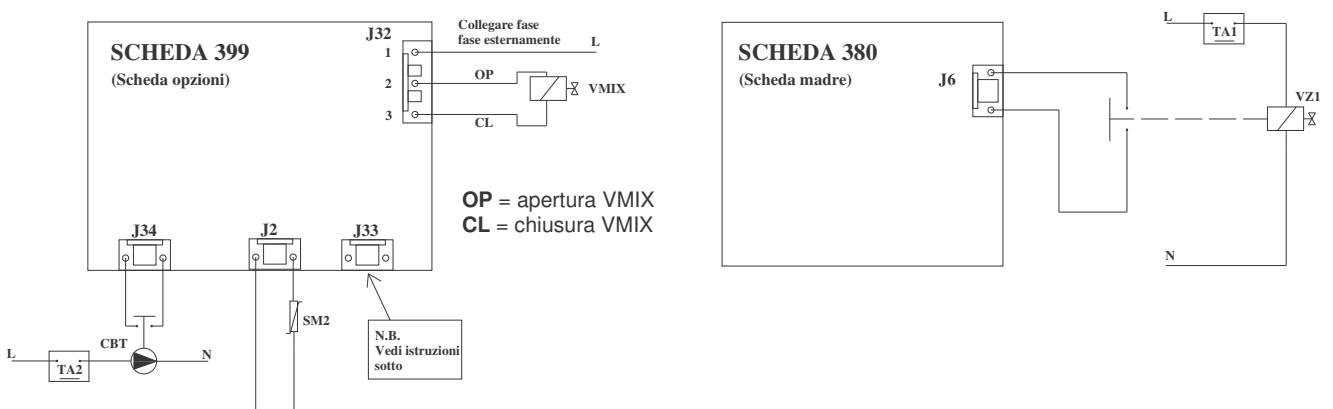 SCHEDA 399
(Scheda opzioni)
J32
1
2
3
Collegare fase
fase esternamente
L
OP
VMIX
CL
OP = apertura VMIX
CL = chiusura VMIX
J34
J2
J33
SM2
N.B.
Vedi istruzioni
sotto
CBT
L
TA2
N
SCHEDA 380
(Scheda madre)
J6
L
TA1
VZ1
N